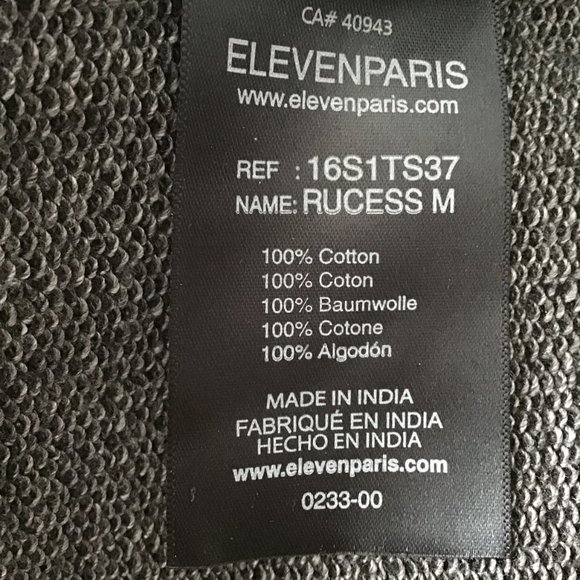 CA# 40943
ELEVENPARIS
www.elevenparis.com
REF : 16S1TS37
NAME: RUCESS M
100% Cotton
100% Coton
100% Baumwolle
100% Cotone
100% Algodón
MADE IN INDIA
FABRIQUÉ EN INDIA
HECHO EN INDIA
www.elevenparis.com
0233-00